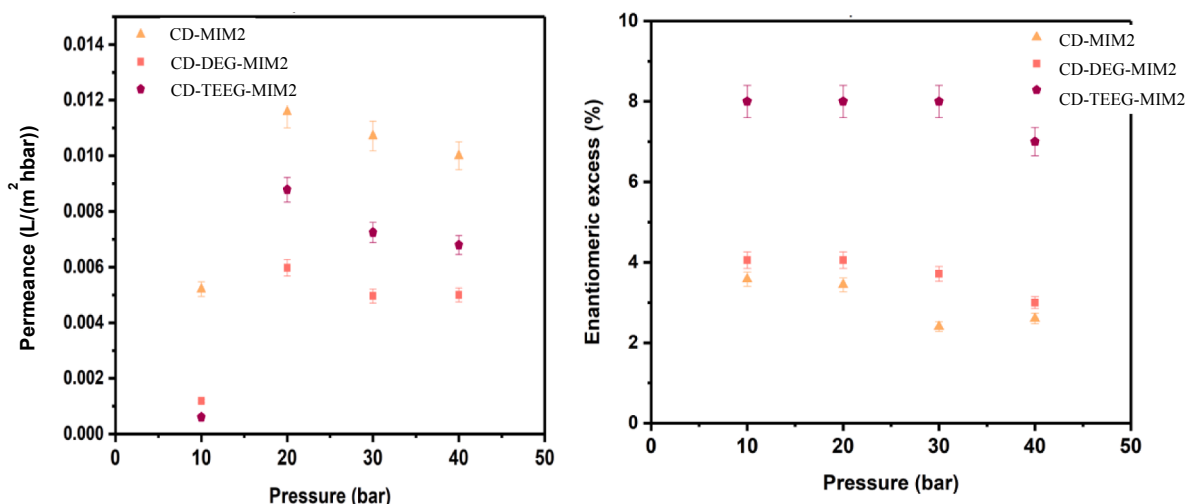 CD-MIM2
CD-DEG-MIM2
CD-TEEG-MIM2
Permeance (L/(m² hbar))
0.014
0.012
0.010
0.008
0.006
0.004
0.002
0.000
0 10 20 30 40 50
Pressure (bar)
CD-MIM2
CD-DEG-MIM2
CD-TEEG-MIM2
Enantiomeric excess (%)
10
8
6
4
2
0
0 10 20 30 40 50
Pressure (bar)